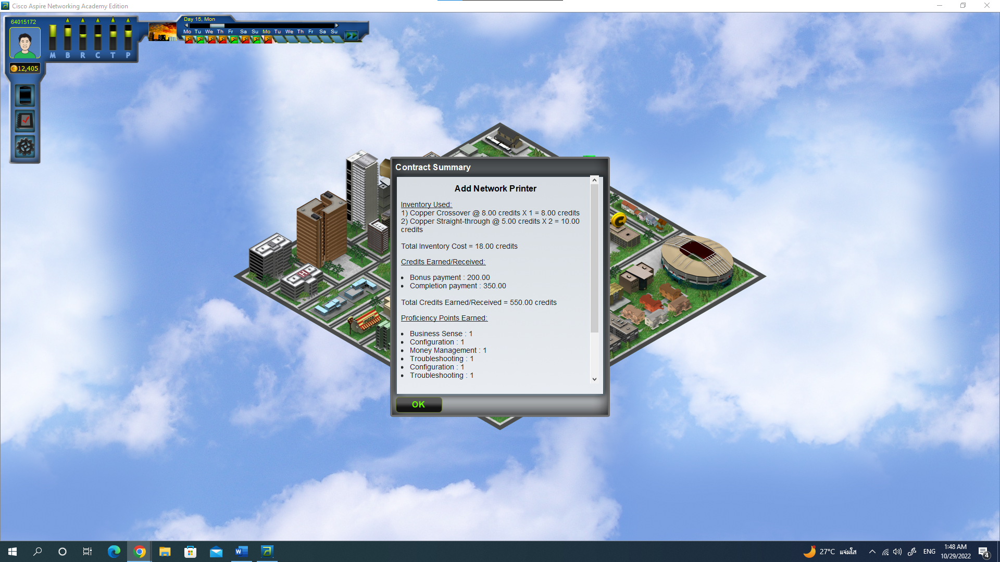 Cisco Aspire Networking Academy Edition
64015172
M B R C T P
12,405
Day 15, Mon
Mo Tu We Th Fr Sa Su Mo Tu We Th Fr Sa Su
Contract Summary
Add Network Printer
Inventory Used:
1) Copper Crossover @ 8.00 credits X 1 = 8.00 credits
2) Copper Straight-through @ 5.00 credits X 2 = 10.00
credits
Total Inventory Cost = 18.00 credits
Credits Earned/Received:
• Bonus payment : 200.00
• Completion payment : 350.00
Total Credits Earned/Received = 550.00 credits
Proficiency Points Earned:
• Business Sense : 1
• Configuration : 1
• Money Management : 1
• Troubleshooting : 1
• Configuration : 1
• Troubleshooting : 1
OK
C
H
27°C แจ่มใส
ENG
1:48 AM
10/29/2022
4